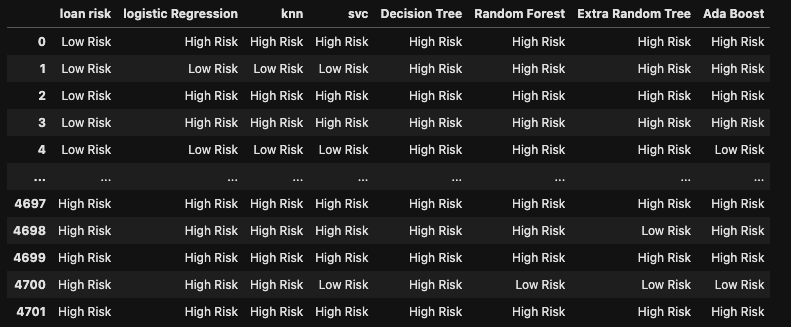 loan risk logistic Regression knn svc Decision Tree Random Forest Extra Random Tree Ada Boost
0 Low Risk High Risk High Risk High Risk High Risk High Risk High Risk High Risk
1 Low Risk Low Risk Low Risk Low Risk High Risk High Risk High Risk High Risk
2 Low Risk High Risk High Risk High Risk High Risk High Risk High Risk High Risk
3 Low Risk High Risk High Risk High Risk High Risk High Risk High Risk High Risk
4 Low Risk Low Risk Low Risk Low Risk High Risk High Risk High Risk Low Risk
... ... ... ... ... ... ... ... ...
4697 High Risk High Risk High Risk High Risk High Risk High Risk High Risk High Risk
4698 High Risk High Risk High Risk High Risk High Risk High Risk Low Risk High Risk
4699 High Risk High Risk High Risk High Risk High Risk High Risk High Risk High Risk
4700 High Risk High Risk High Risk Low Risk High Risk Low Risk Low Risk Low Risk
4701 High Risk High Risk High Risk High Risk High Risk High Risk High Risk High Risk